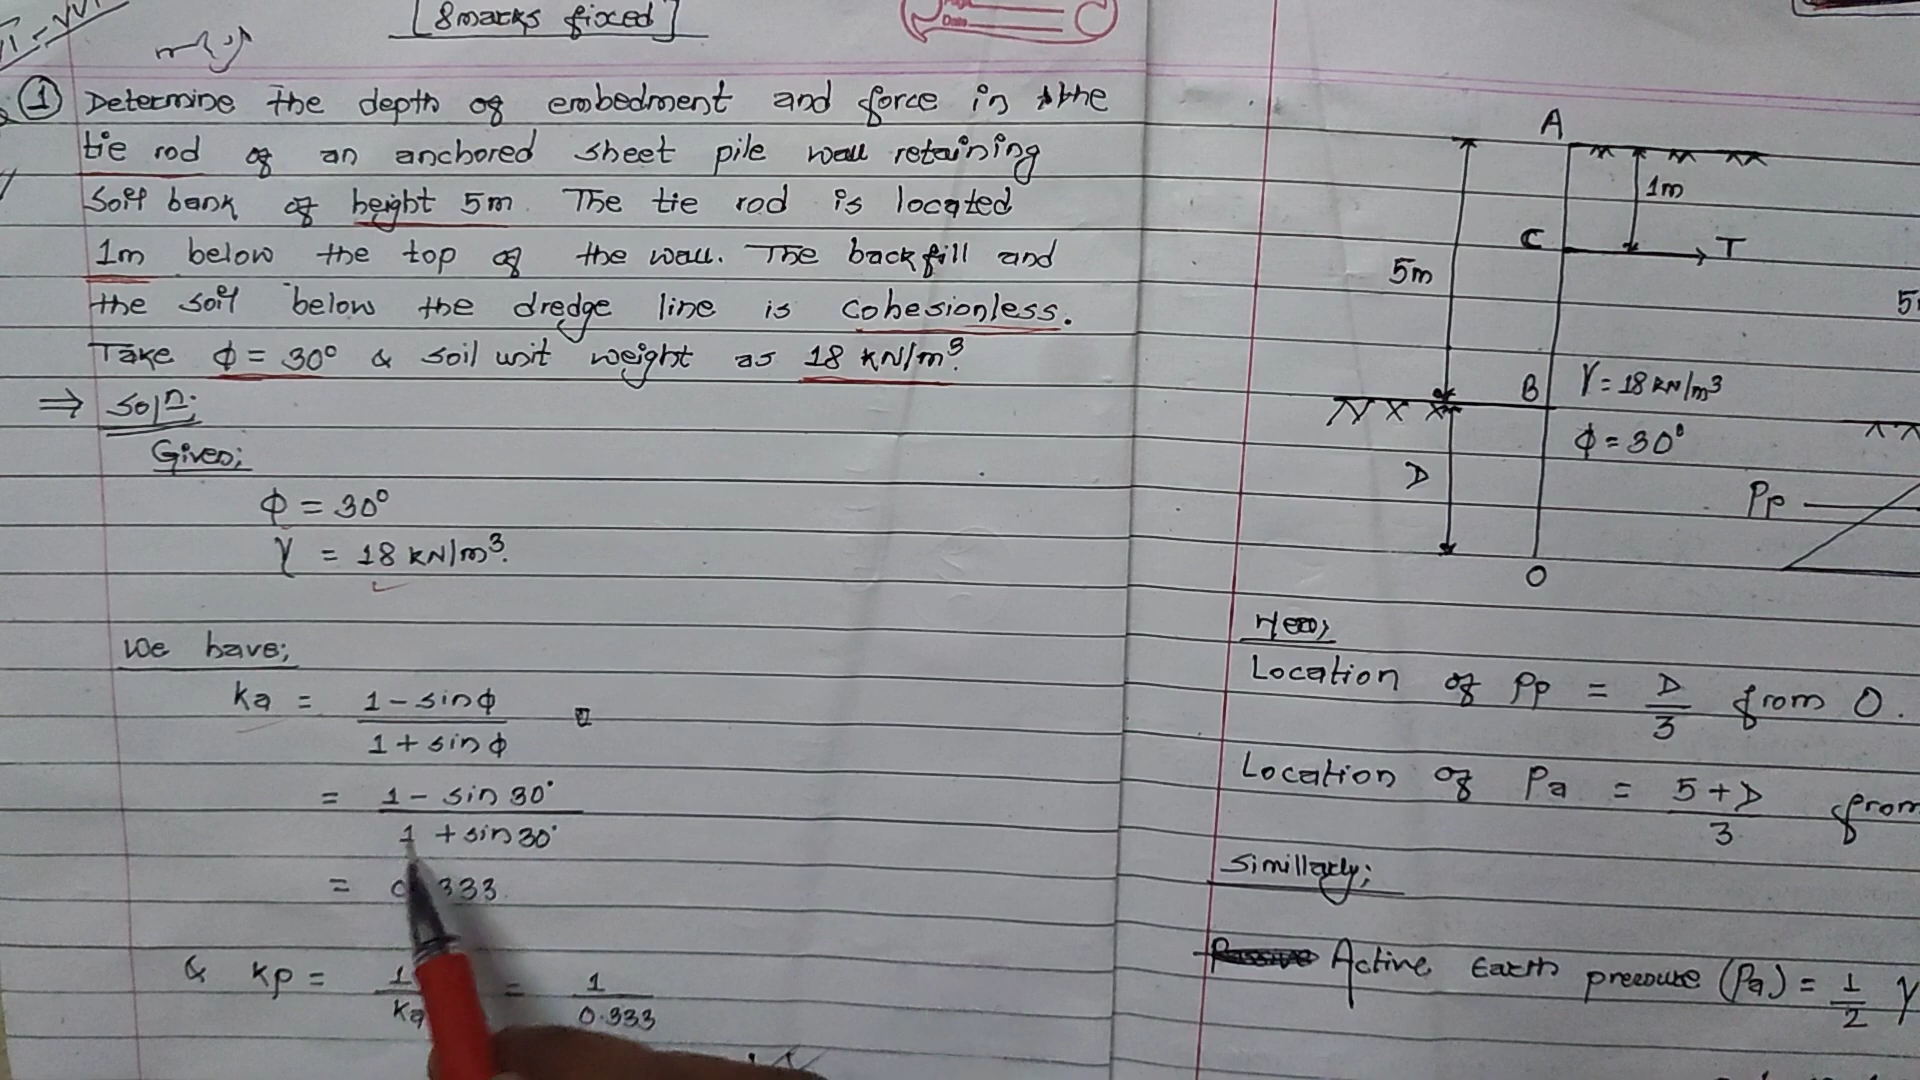 [8marks fixed]
Date
① Determine the depth of embedment and force in the
tie rod of an anchored sheet pile wall retaining
soil bank of height 5m. The tie rod is located
1m below the top of the wall. The backfill and
the soil below the dredge line is cohesionless.
Take ϕ = 30° & soil unit weight as 18 kN/m³.
⇒ Solⁿ:
Given;
ϕ = 30°
γ = 18 kN/m³.
We have;
ka = 1 - sinϕ
1 + sinϕ
= 1 - sin 30°
1 + sin 30°
= 0.333.
& kp = 1 = 1
ka 0.333
A
1m
C T
5m
5
B γ = 18 kN/m³
ϕ = 30°
D
Pp
O
Location of Pp = D from O.
3
Location of Pa = 5 + D from
3
Simillarly;
Active Earth pressure (Pa) = 1 γ
2